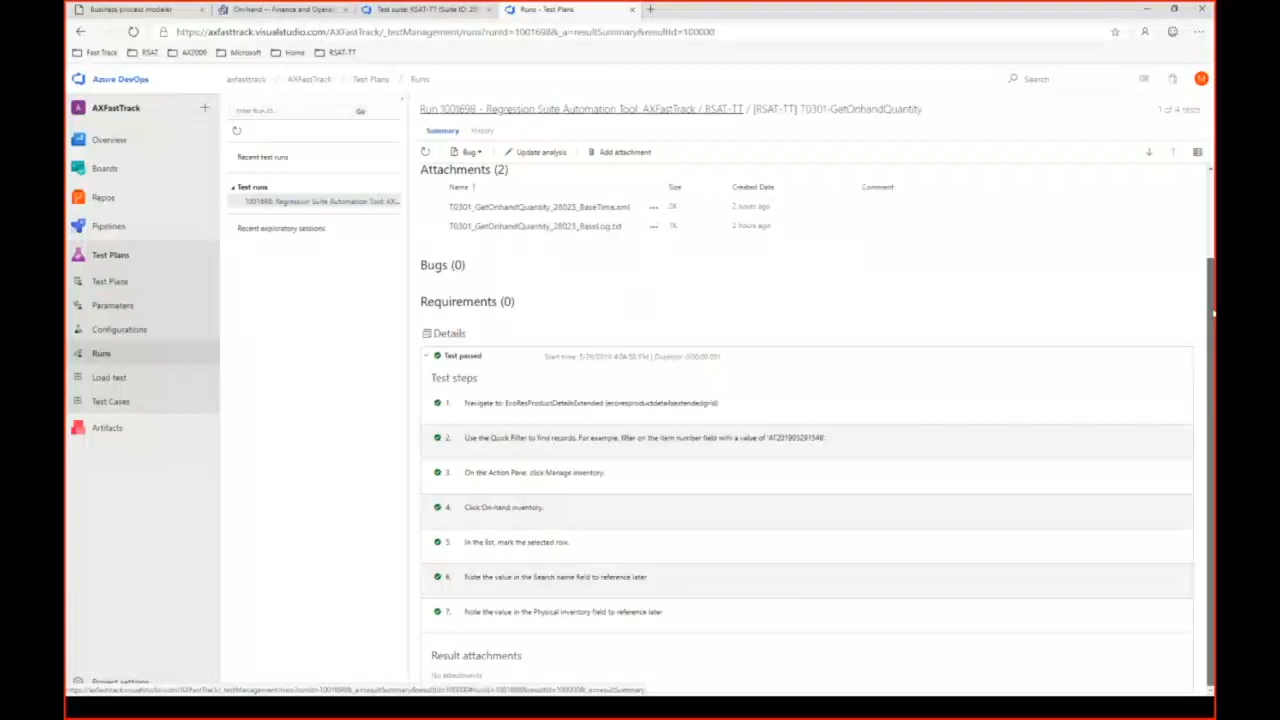 Business process modeler
On-hand -- Finance and Operat
Test suite: RSAT-TT (Suite ID: 28
Runs - Test Plans
https://axfasttrack.visualstudio.com/AXFastTrack/_testManagement/runs?runId=1001698&_a=resultSummary&resultId=100000
Fast Track
RSAT
AX2009
Microsoft
Home
RSAT-TT
Azure DevOps
axfasttrack / AXFastTrack / Test Plans / Runs
Search
M
A
AXFastTrack
Overview
Boards
Repos
Pipelines
Test Plans
Test Plans
Parameters
Configurations
Runs
Load test
Test Cases
Artifacts
Project settings
Enter Run ID...
Go
Recent test runs
Test runs
1001698: Regression Suite Automation Tool: AX...
Recent exploratory sessions
Run 1001698 - Regression Suite Automation Tool: AXFastTrack / RSAT-TT / [RSAT-TT] T0301-GetOnhandQuantity
1 of 4 tests
Summary
History
Bug
Update analysis
Add attachment
Attachments (2)
Name
Size
Created Date
Comment
T0301_GetOnhandQuantity_28023_BaseTime.xml
...
2K
2 hours ago
T0301_GetOnhandQuantity_28023_BaseLog.txt
...
1K
2 hours ago
Bugs (0)
Requirements (0)
Details
Test passed
Test steps
1. Navigate to: EcoResProductDetailsExtended (ecoresproductdetailsextendedgrid)
2. Use the Quick Filter to find records. For example, filter on the Item number field with a value of
3. On the Action Pane, click Manage inventory.
4. Click On-hand inventory.
5. In the list, mark the selected row.
6. Note the value in the Search name field to reference later
7. Note the value in the Physical inventory field to reference later
Result attachments
No attachments